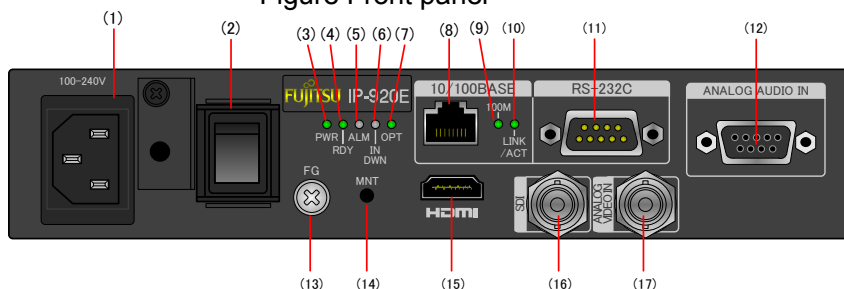 Figure Front panel
(1)
(2)
(3) (4) (5) (6) (7)
(8)
(9)
(10)
(11)
(12)
100-240V
FUJITSU IP-920E
10/100BASE
RS-232C
ANALOG AUDIO IN
100M
PWR ALM OPT
RDY IN
DWN
LINK
/ACT
FG
MNT
HDMI
SDI
ANALOG
VIDEO IN
(13)
(14)
(15)
(16)
(17)